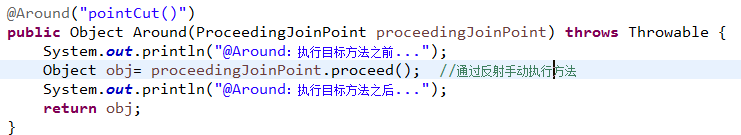 @Around("pointCut()")
public Object Around(ProceedingJoinPoint proceedingJoinPoint) throws Throwable {
    System.out.println("@Around：执行目标方法之前...");
    Object obj= proceedingJoinPoint.proceed();  //通过反射手动执行方法
    System.out.println("@Around：执行目标方法之后...");
    return obj;
}